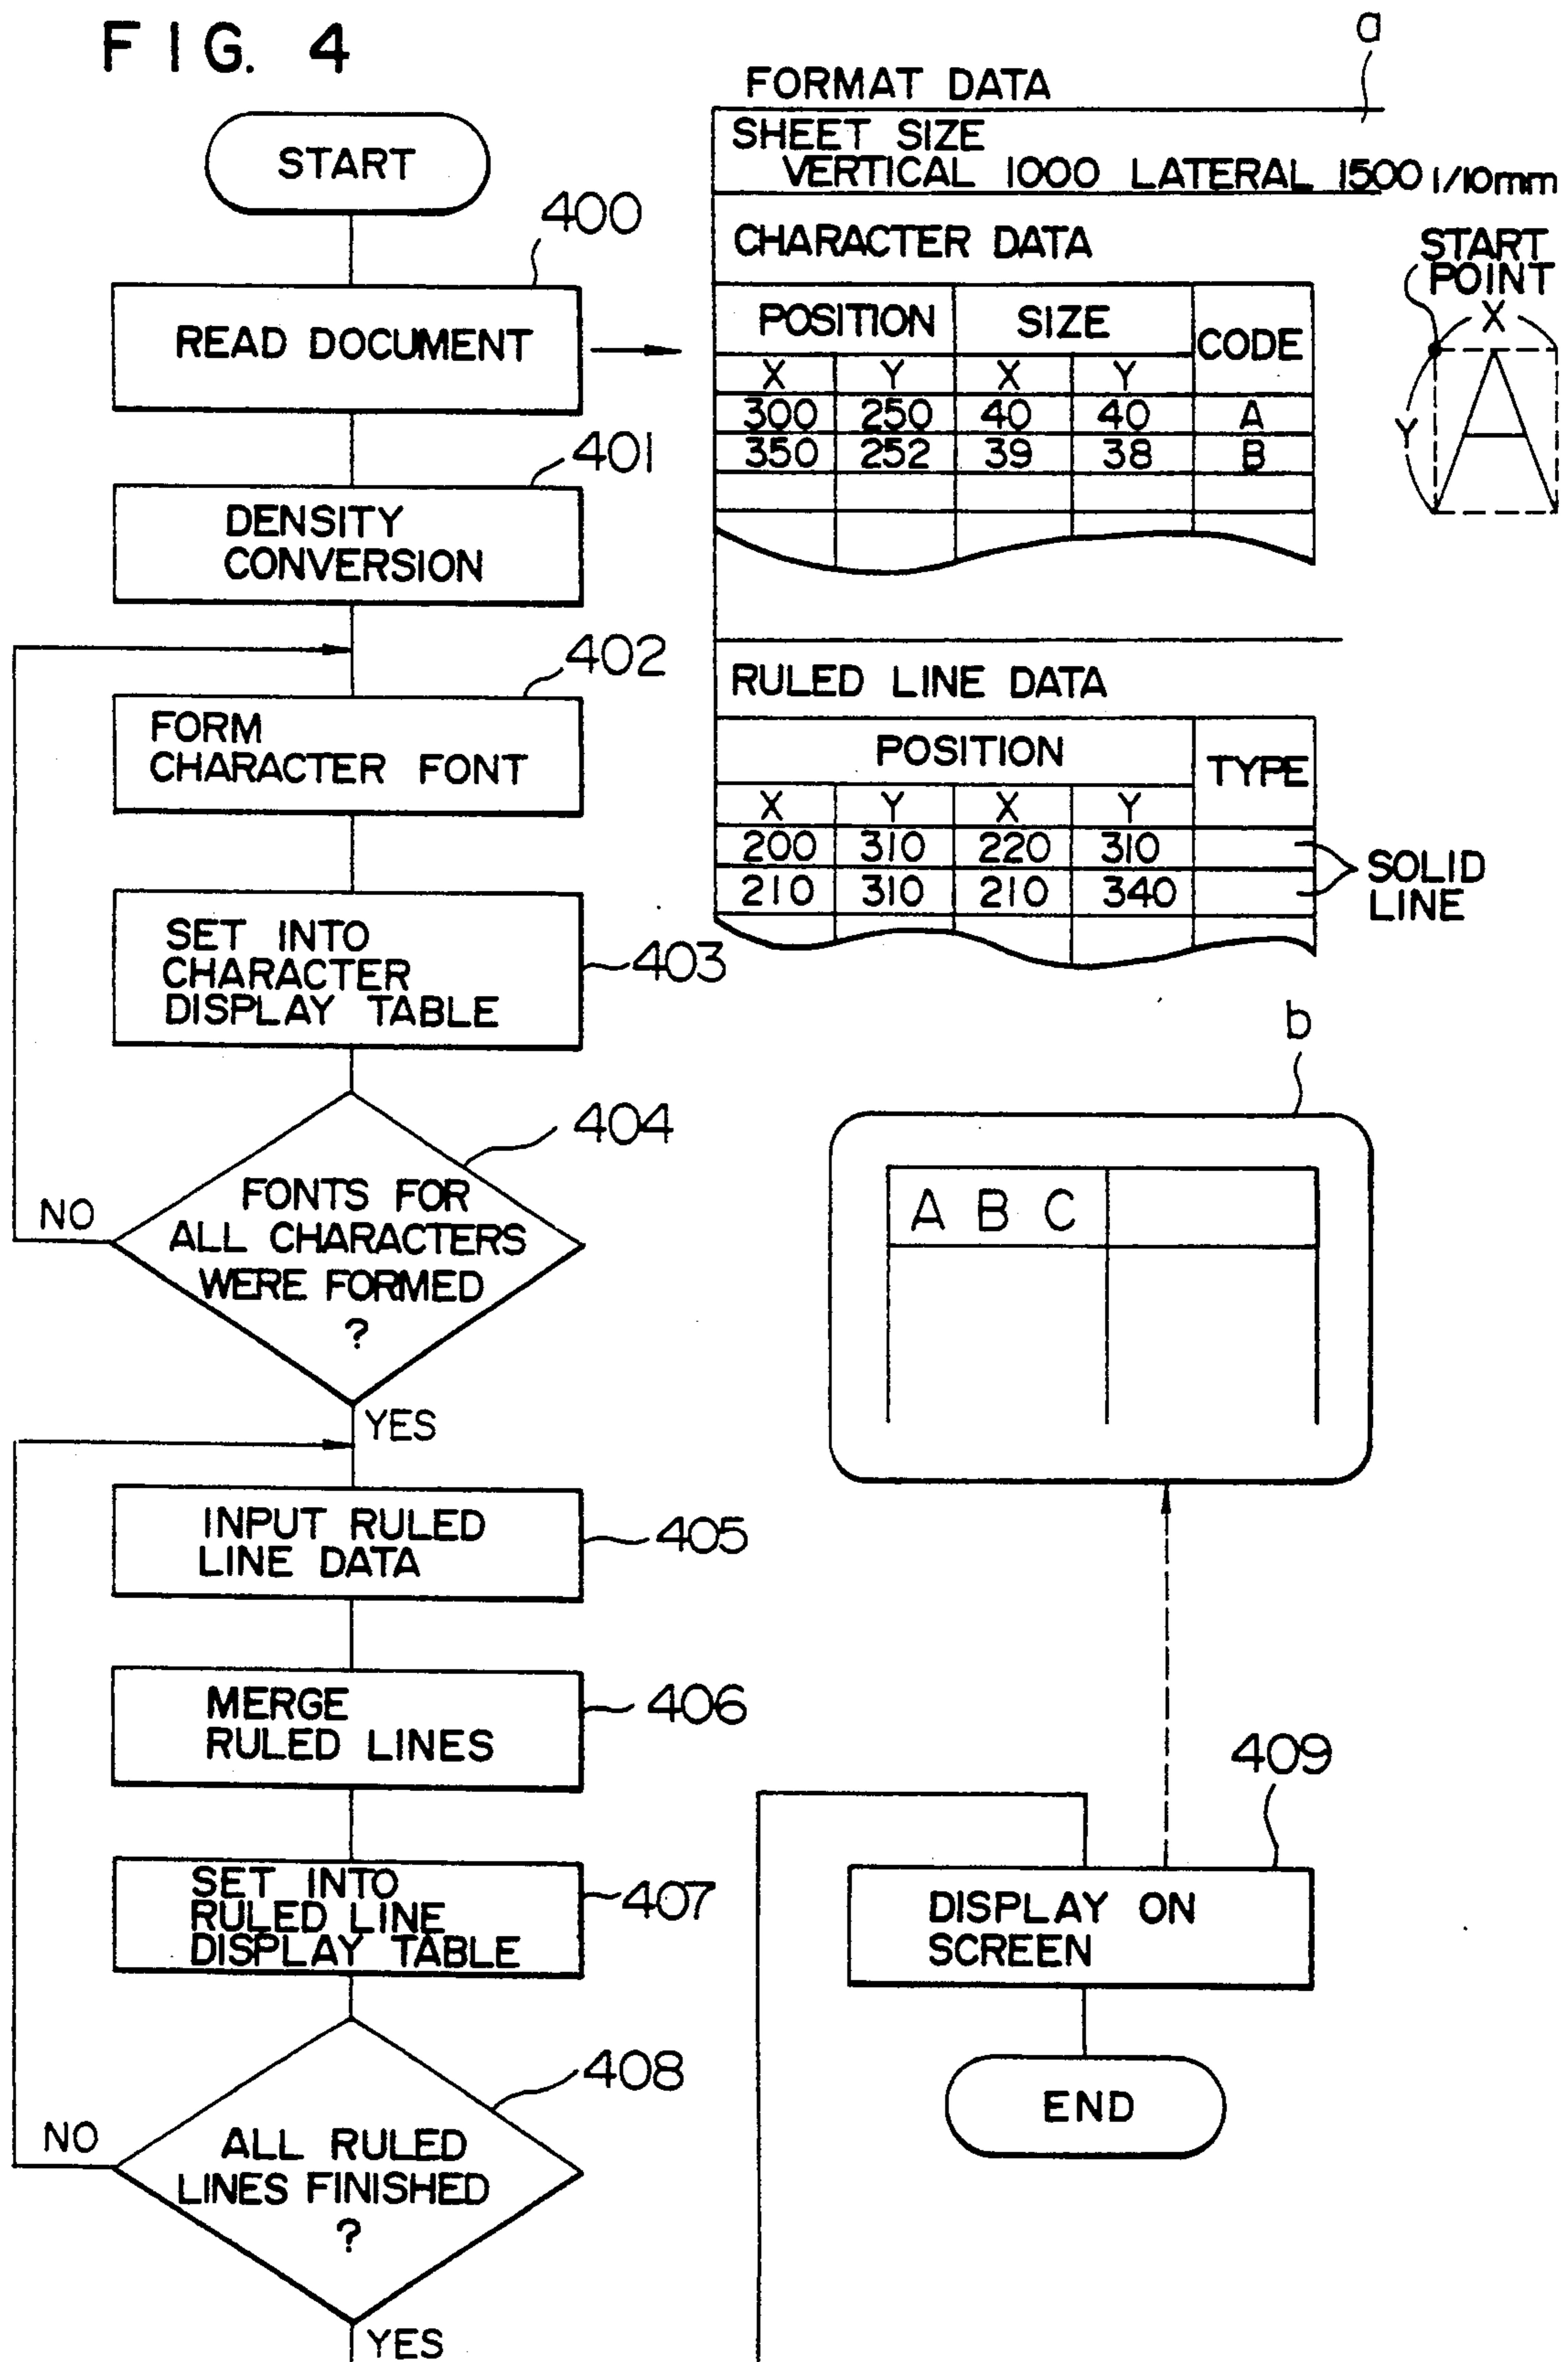 FIG. 4
START
400
READ DOCUMENT
401
DENSITY
CONVERSION
402
FORM
CHARACTER FONT
SET INTO
CHARACTER
DISPLAY TABLE
403
404
FONTS FOR
ALL CHARACTERS
WERE FORMED
?
NO
YES
INPUT RULED
LINE DATA
405
MERGE
RULED LINES
406
SET INTO
RULED LINE
DISPLAY TABLE
407
408
ALL RULED
LINES FINISHED
?
NO
YES
a
FORMAT DATA
SHEET SIZE
VERTICAL 1000 LATERAL 1500 1/10mm
CHARACTER DATA
POSITION SIZE CODE
X Y X Y
300 250 40 40 A
350 252 39 38 B
START
POINT
X
Y
A
RULED LINE DATA
POSITION TYPE
X Y X Y
200 310 220 310
210 310 210 340
SOLID
LINE
b
A B C
409
DISPLAY ON
SCREEN
END